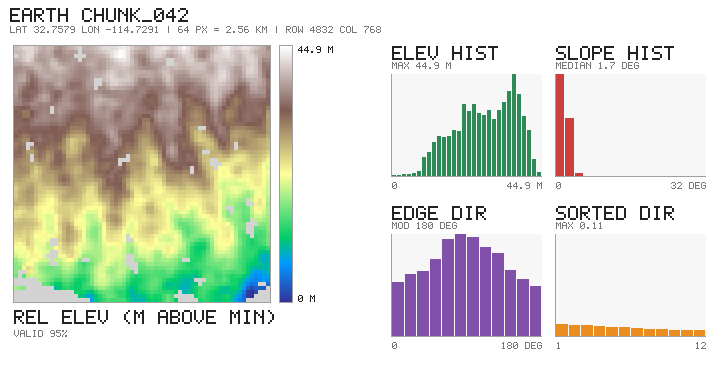 EARTH CHUNK_042
LAT 32.7579 LON -114.7291 | 64 PX = 2.56 KM | ROW 4832 COL 768
44.9 M
0 M
REL ELEV (M ABOVE MIN)
VALID 95%
ELEV HIST
MAX 44.9 M
0 44.9 M
SLOPE HIST
MEDIAN 1.7 DEG
0 32 DEG
EDGE DIR
MOD 180 DEG
0 180 DEG
SORTED DIR
MAX 0.11
1 12